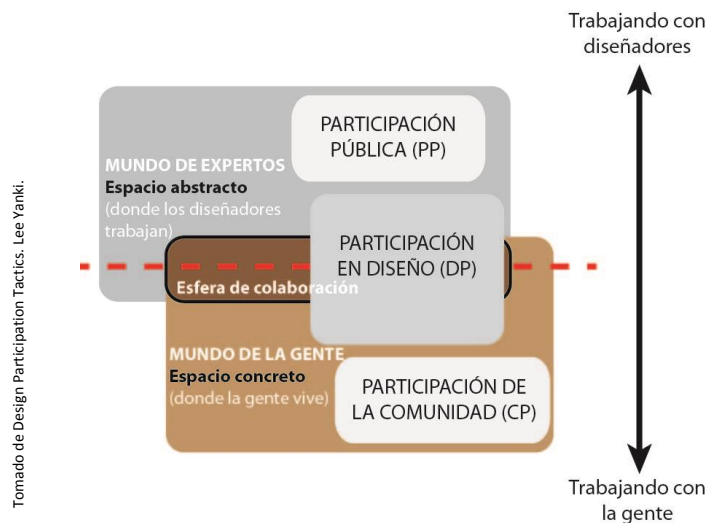 Trabajando con
diseñadores
PARTICIPACIÓN
PÚBLICA (PP)
MUNDO DE EXPERTOS
Espacio abstracto
(donde los diseñadores
trabajan)
PARTICIPACIÓN
EN DISEÑO (DP)
Esfera de colaboración
MUNDO DE LA GENTE
Espacio concreto
(donde la gente vive)
PARTICIPACIÓN DE
LA COMUNIDAD (CP)
Trabajando con
la gente
Tomado de Design Participation Tactics. Lee Yanki.